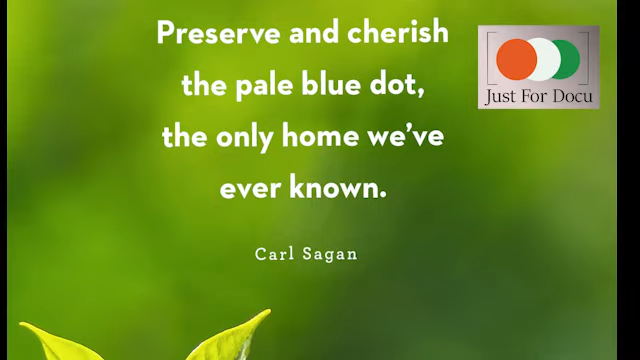 Preserve and cherish
the pale blue dot,
the only home we've
ever known.
Carl Sagan
Just For Docu